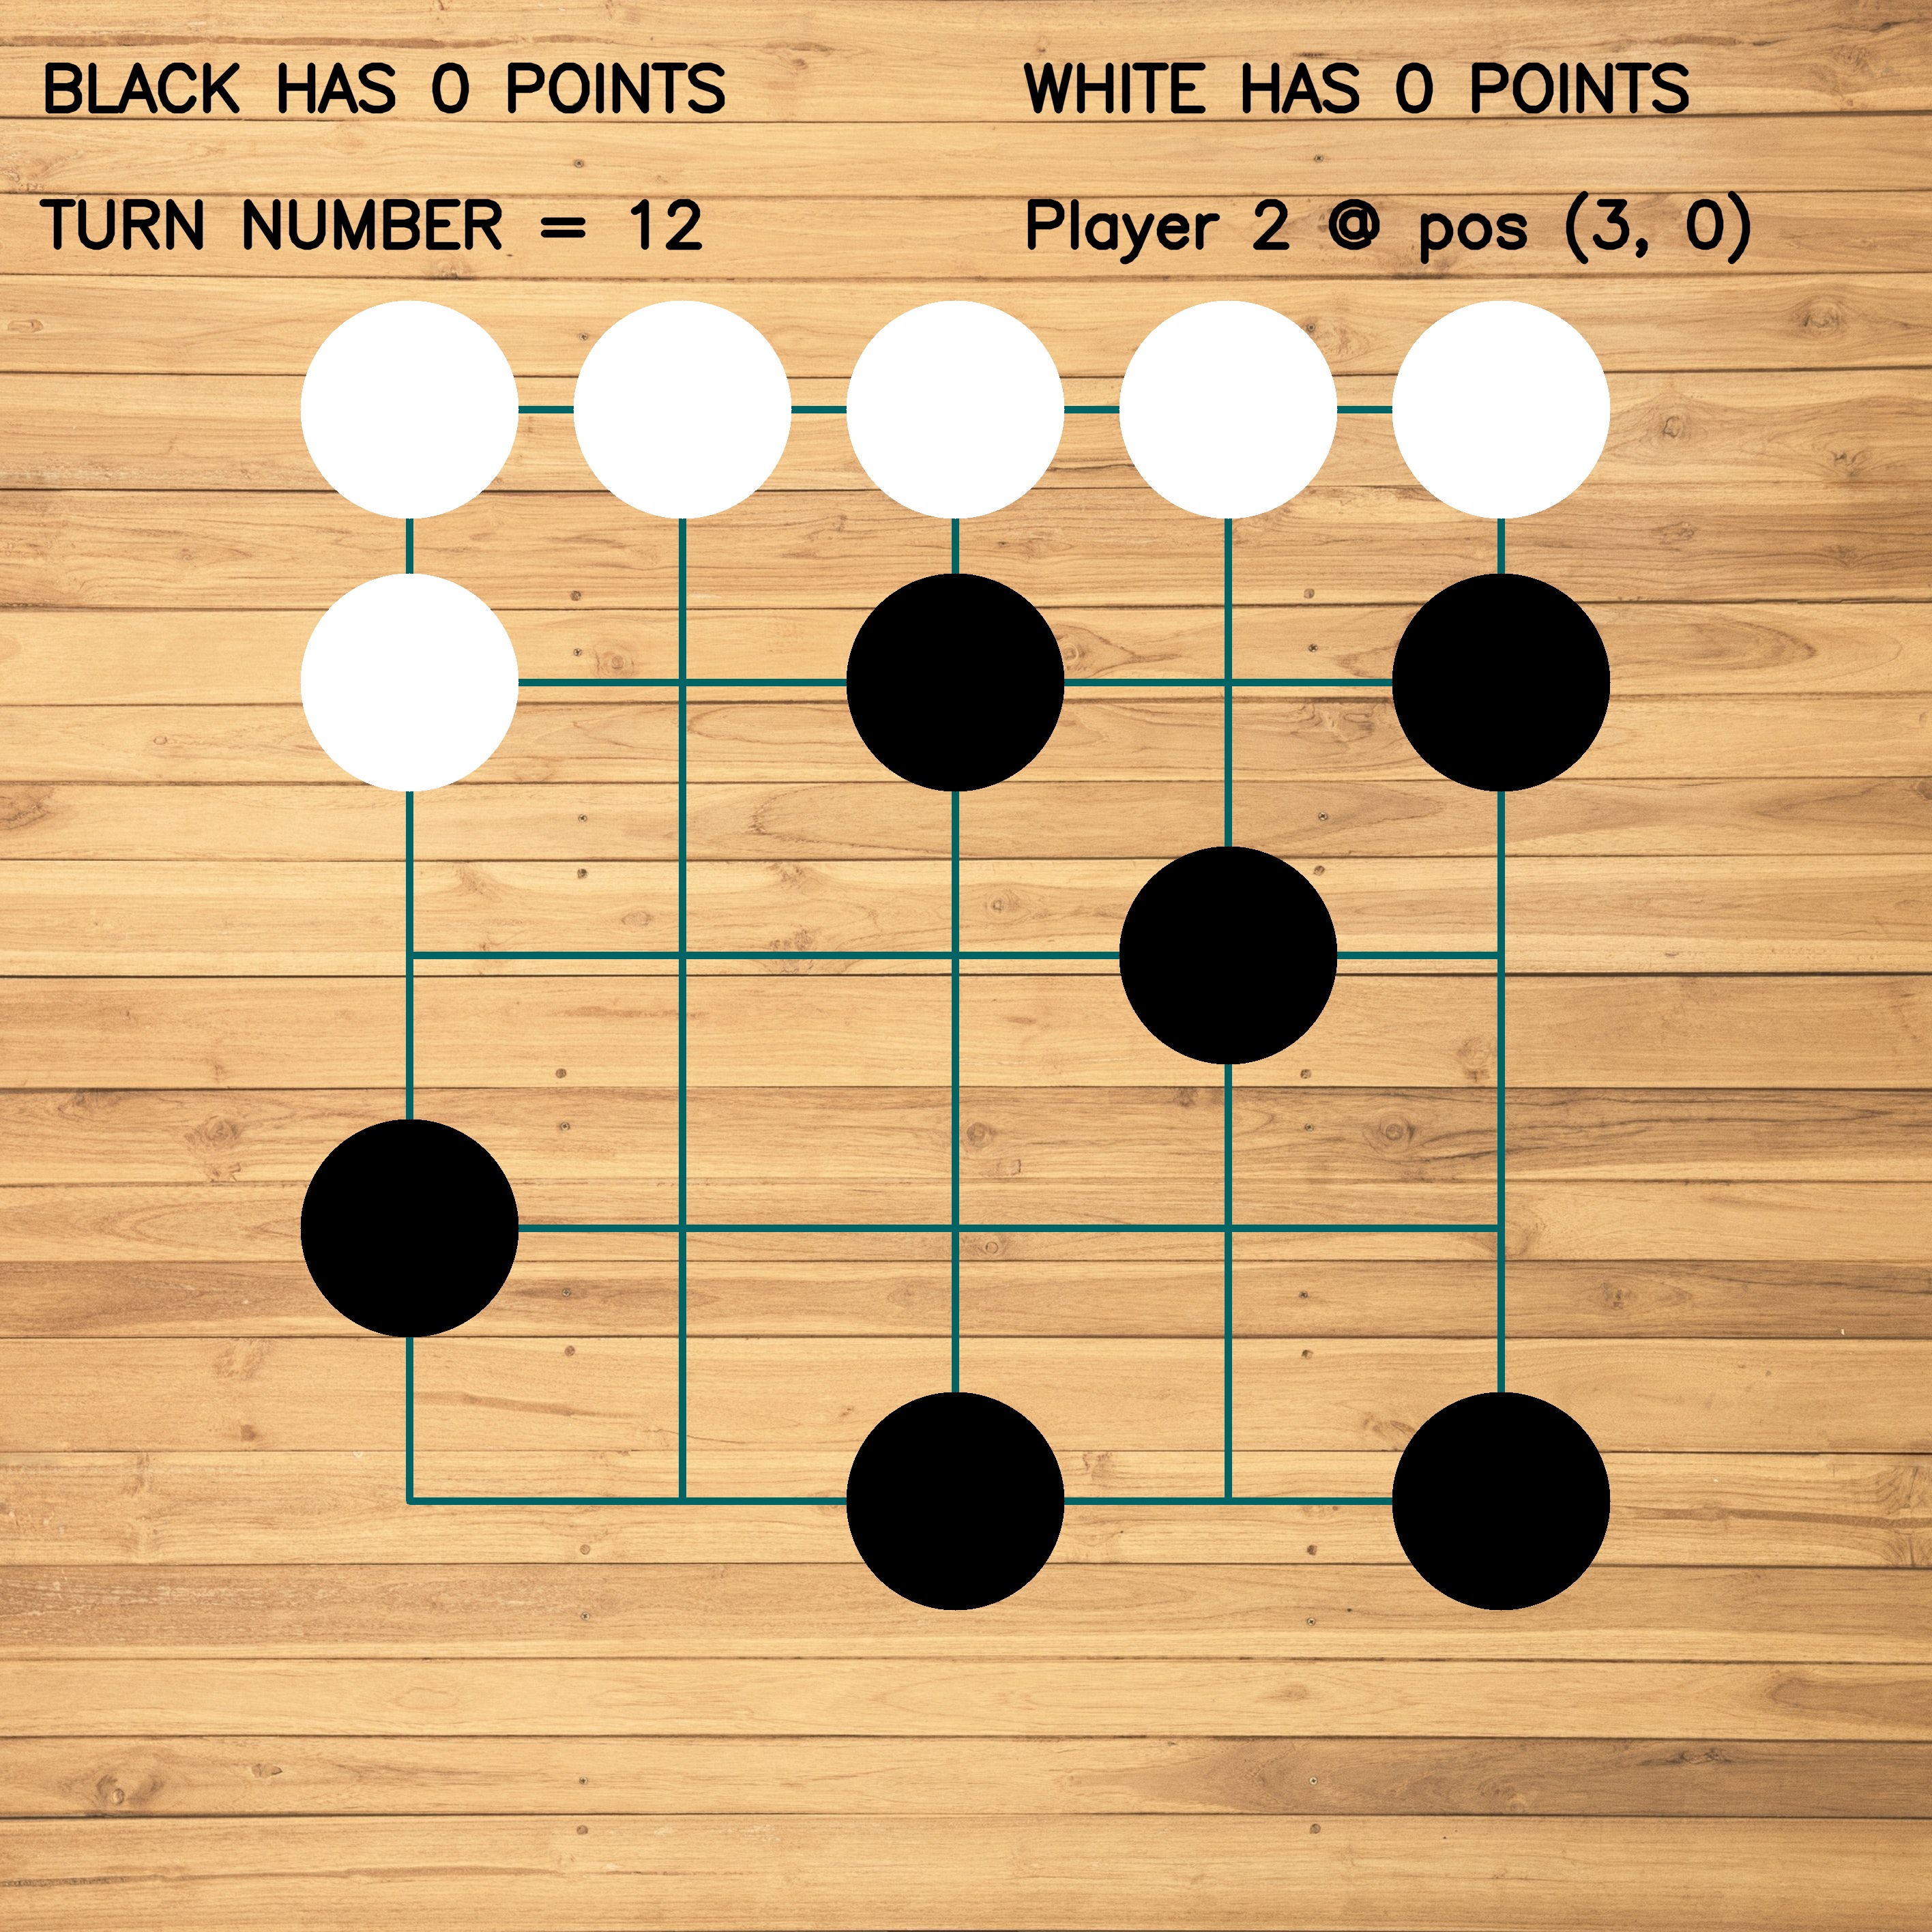 BLACK HAS 0 POINTS
WHITE HAS 0 POINTS
TURN NUMBER = 12
Player 2 @ pos (3, 0)